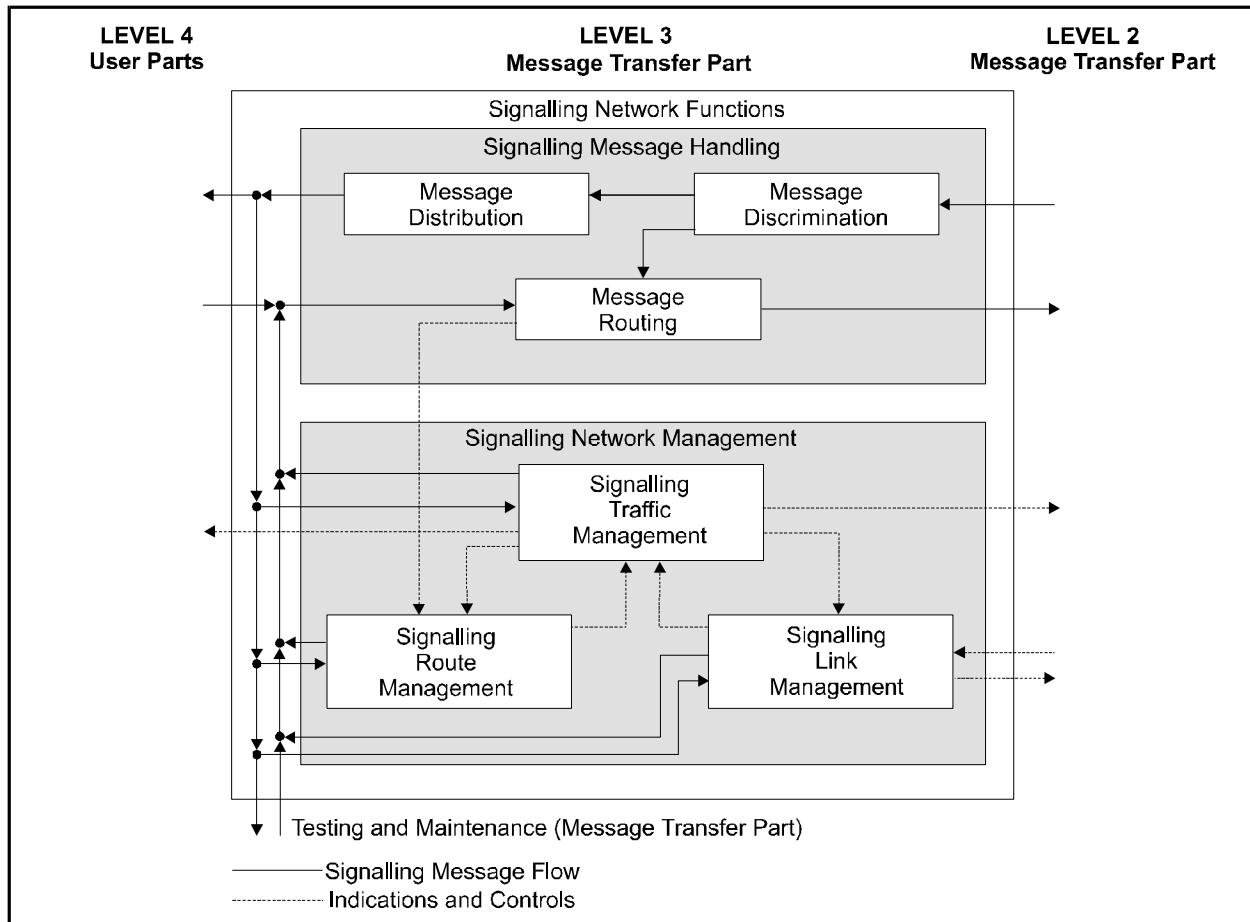 LEVEL 4
User Parts
LEVEL 3
Message Transfer Part
LEVEL 2
Message Transfer Part
Signalling Network Functions
Signalling Message Handling
Message
Distribution
Message
Discrimination
Message
Routing
Signalling Network Management
Signalling
Traffic
Management
Signalling
Route
Management
Signalling
Link
Management
Testing and Maintenance (Message Transfer Part)
Signalling Message Flow
Indications and Controls